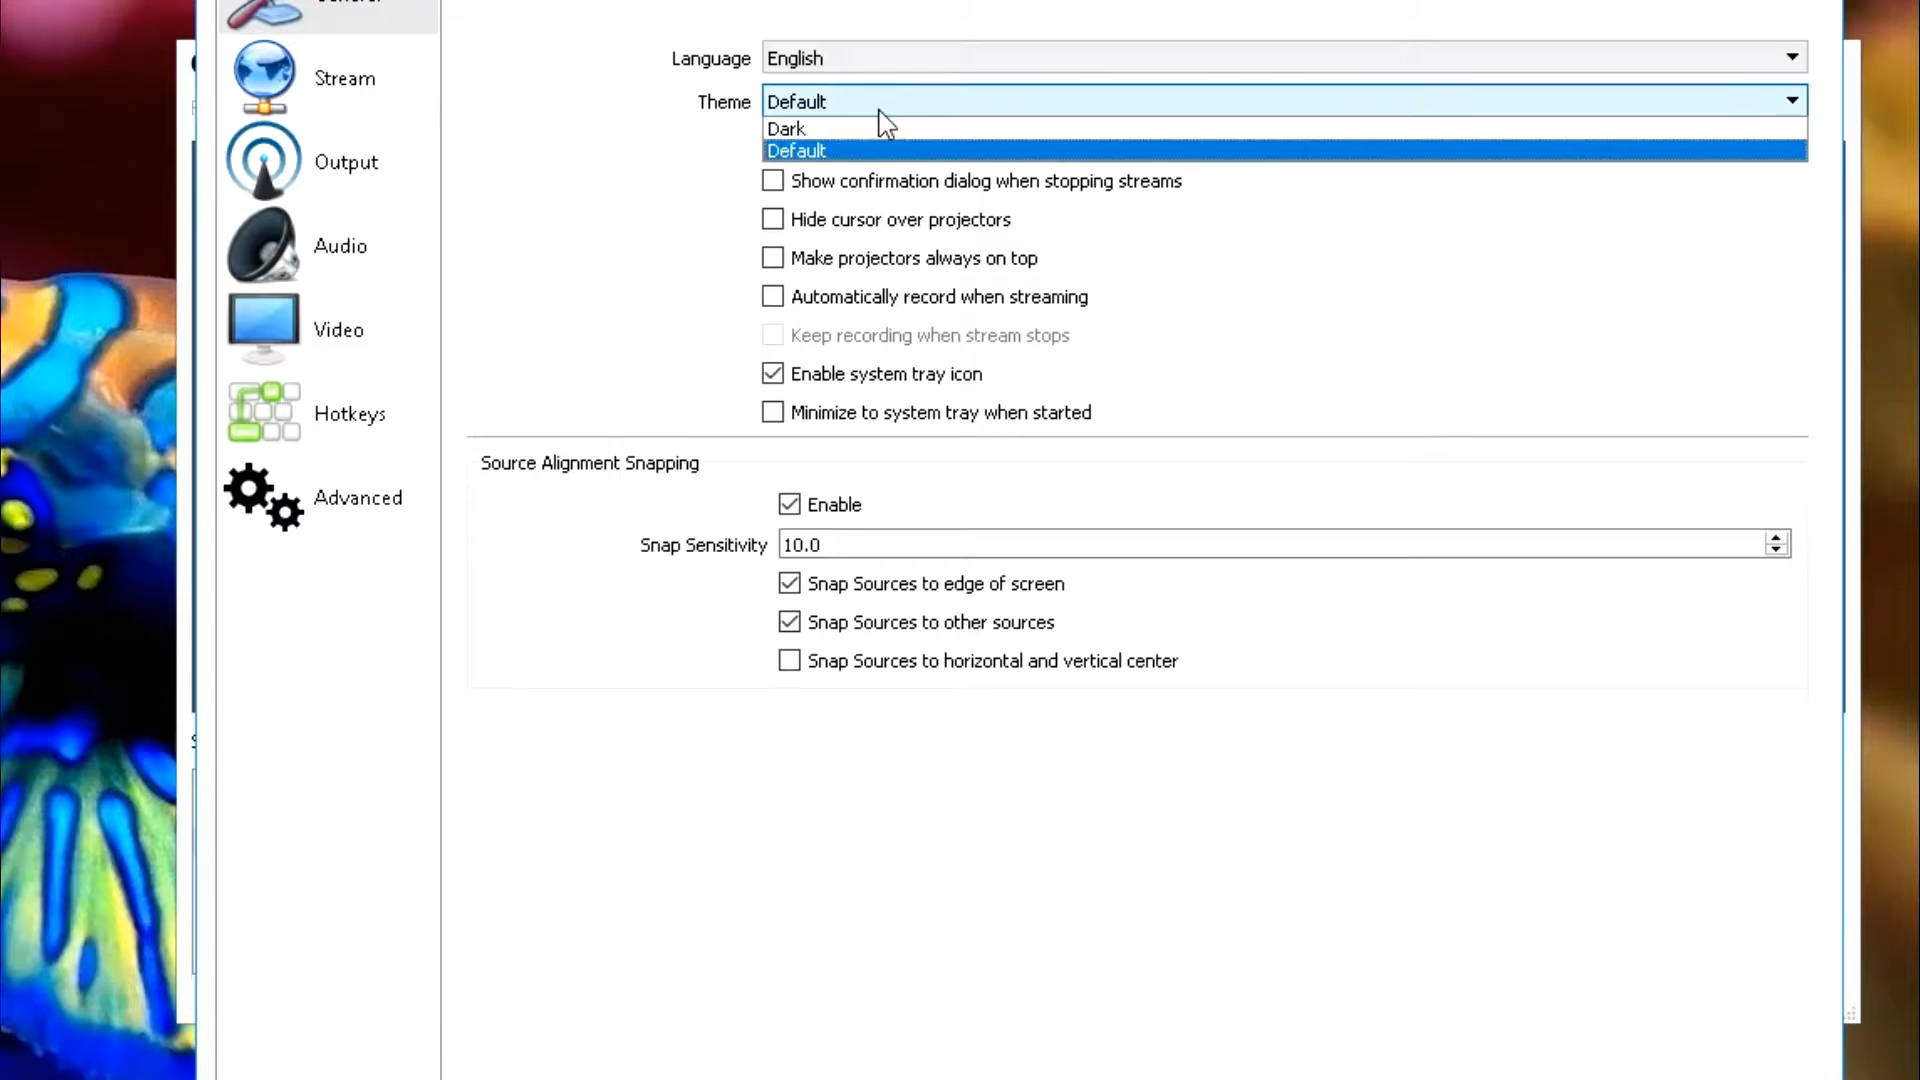 Language English
Theme Default
Dark
Default
Show confirmation dialog when stopping streams
Hide cursor over projectors
Make projectors always on top
Automatically record when streaming
Keep recording when stream stops
Enable system tray icon
Minimize to system tray when started
Source Alignment Snapping
Enable
Snap Sensitivity 10.0
Snap Sources to edge of screen
Snap Sources to other sources
Snap Sources to horizontal and vertical center
Stream
Output
Audio
Video
Hotkeys
Advanced